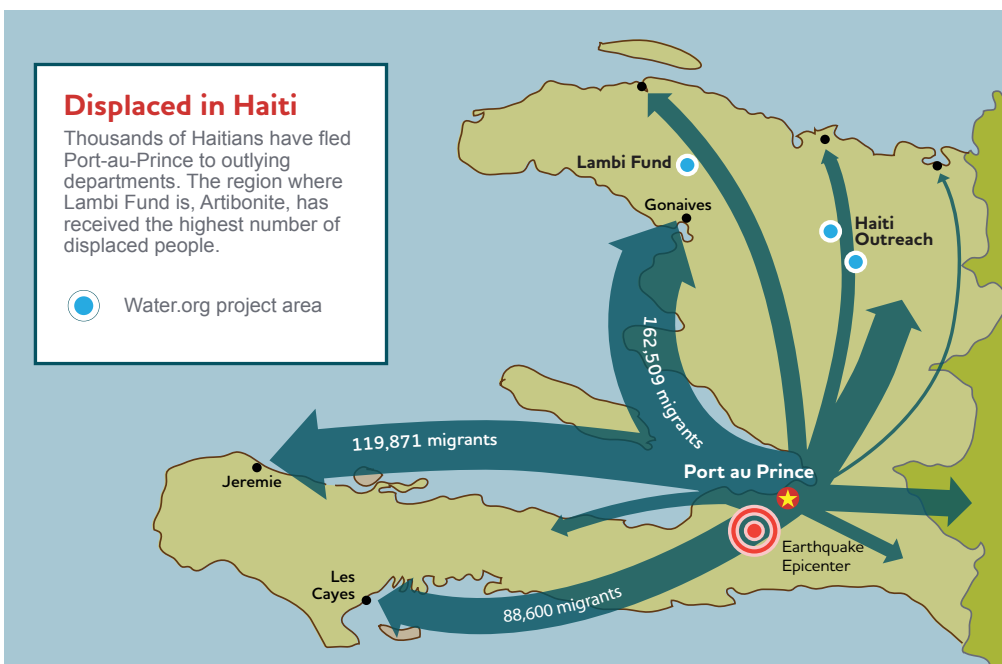 Displaced in Haiti
Thousands of Haitians have fled
Port-au-Prince to outlying
departments. The region where
Lambi Fund is, Artibonite, has
received the highest number of
displaced people.
Water.org project area
Lambi Fund
Gonaives
Haiti
Outreach
162,509 migrants
119,871 migrants
Jeremie
Port au Prince
Earthquake
Epicenter
Les
Cayes
88,600 migrants